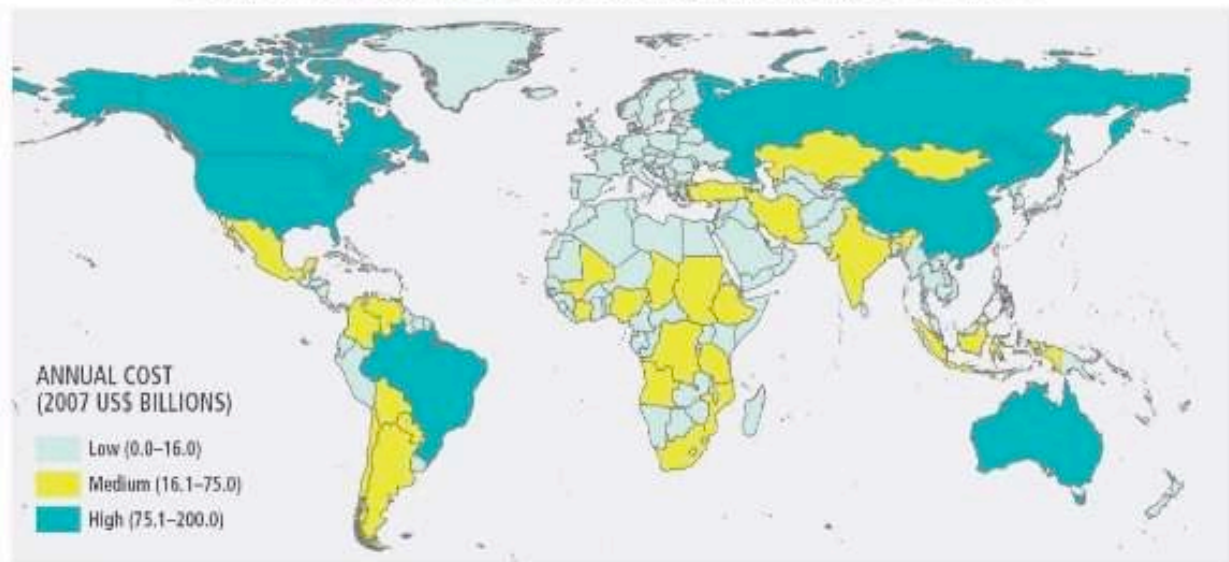 ANNUAL COST
(2007 US$ BILLIONS)
Low (0.0–16.0)
Medium (16.1–75.0)
High (75.1–200.0)